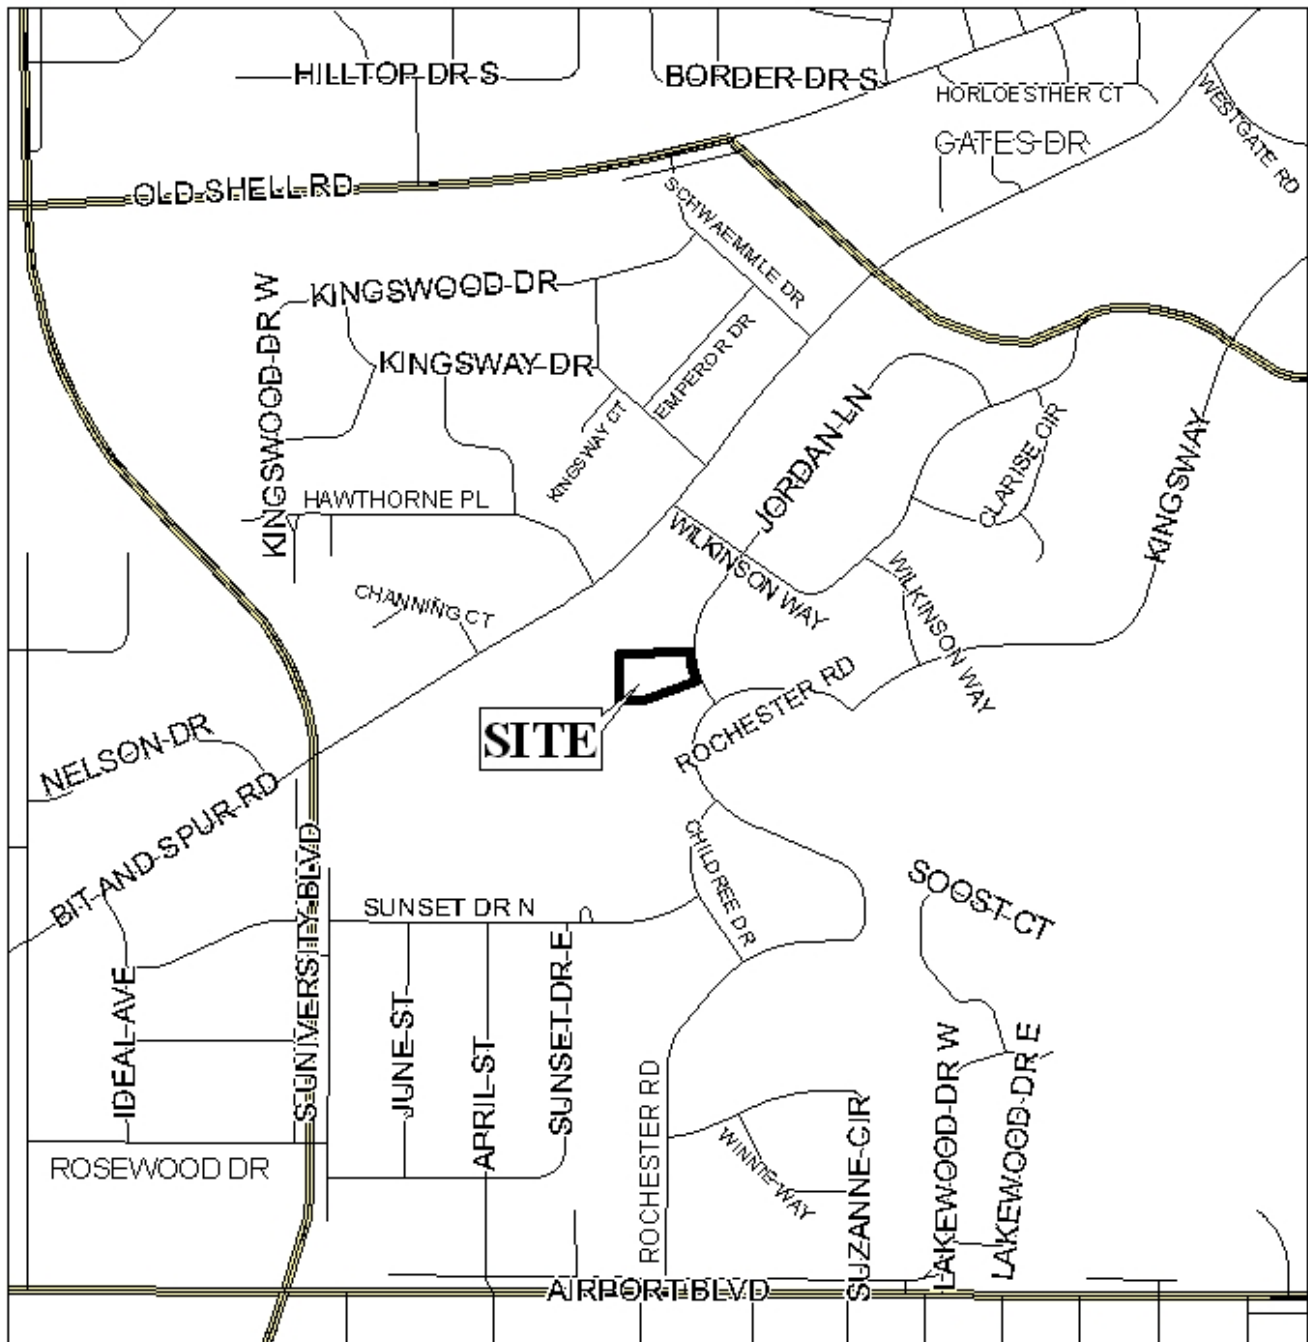 HILLTOP DR S
BORDER DR S
HORLOESTHER CT
WESTGATE RD
GATES DR
OLD SHELL RD
SCHWAEMMLE DR
KINGSWOOD DR
KINGSWOOD DR W
EMPEROR DR
KINGSWAY DR
JORDAN LN
KINGSWAY CT
CLARISE CIR
KINGSWAY
HAWTHORNE PL
WILKINSON WAY
WILKINSON WAY
CHANNING CT
ROCHESTER RD
SITE
NELSON DR
BIT AND SPUR RD
S UNIVERSITY BLVD
CHILDREE DR
SOOST CT
SUNSET DR N
IDEAL AVE
JUNE ST
APRIL ST
SUNSET DR E
ROCHESTER RD
LAKEWOOD DR W
LAKEWOOD DR E
ROSEWOOD DR
WINNIE WAY
SUZANNE CIR
AIRPORT BLVD